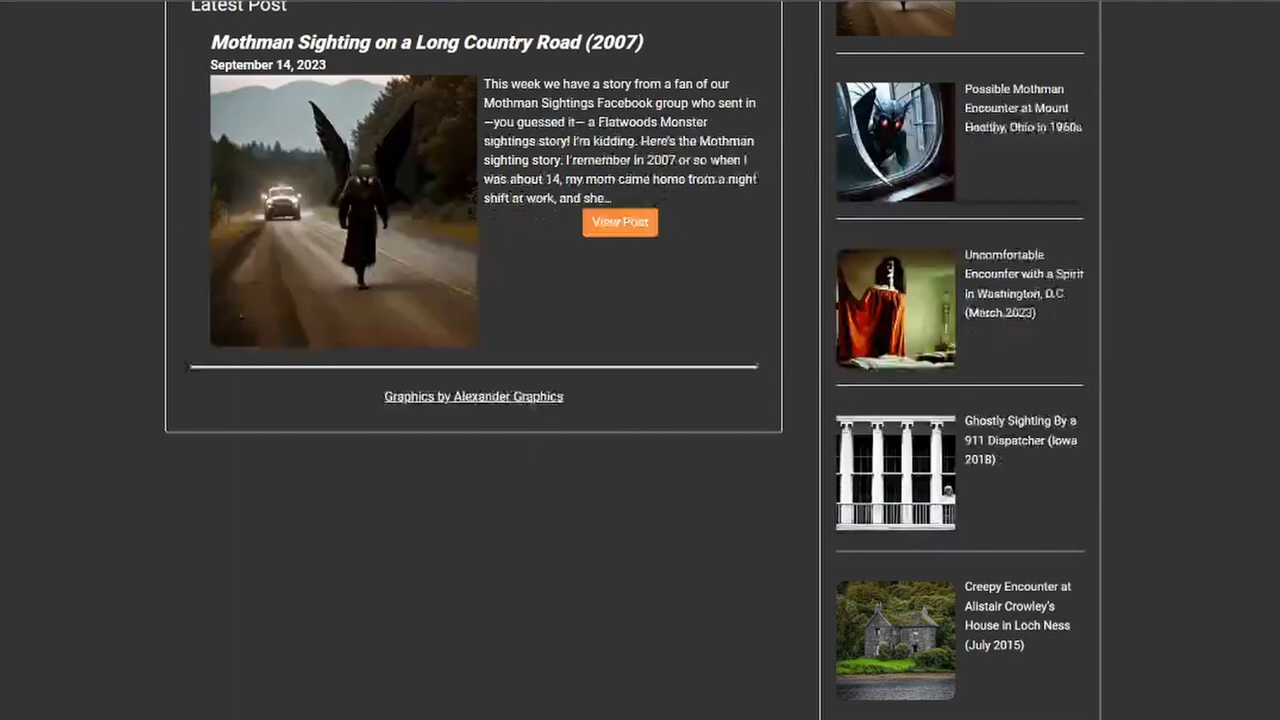 Latest Post
Mothman Sighting on a Long Country Road (2007)
September 14, 2023
This week we have a story from a fan of our
Mothman Sightings Facebook group who sent in
—you guessed it— a Flatwoods Monster
sightings story! I'm kidding. Here's the Mothman
sighting story. I remember in 2007 or so when I
was about 14, my mom came home from a night
shift at work, and she...
View Post
Graphics by Alexander Graphics
Possible Mothman
Encounter at Mount
Healthy, Ohio in 1960s
Uncomfortable
Encounter with a Spirit
in Washington, D.C.
(March 2023)
Ghostly Sighting By a
911 Dispatcher (Iowa
2018)
Creepy Encounter at
Alistair Crowley's
House in Loch Ness
(July 2015)